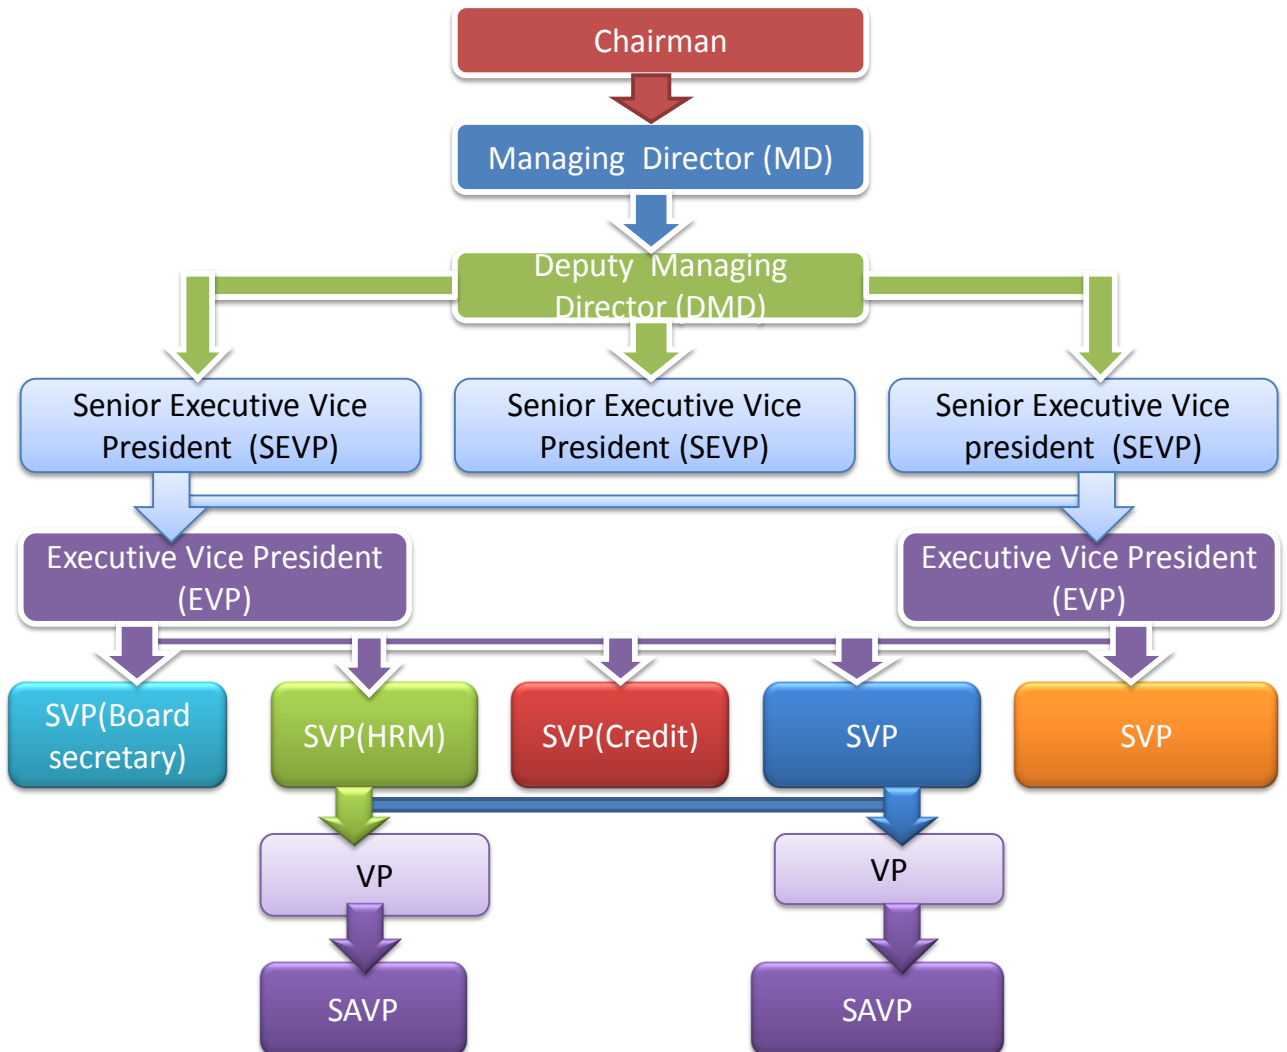 Chairman
Managing  Director (MD)
Deputy  Managing
Director (DMD)
Senior Executive Vice
President  (SEVP)
Senior Executive Vice
President (SEVP)
Senior Executive Vice
president  (SEVP)
Executive Vice President
(EVP)
Executive Vice President
(EVP)
SVP(Board
secretary)
SVP(HRM)
SVP(Credit)
SVP
SVP
VP
VP
SAVP
SAVP